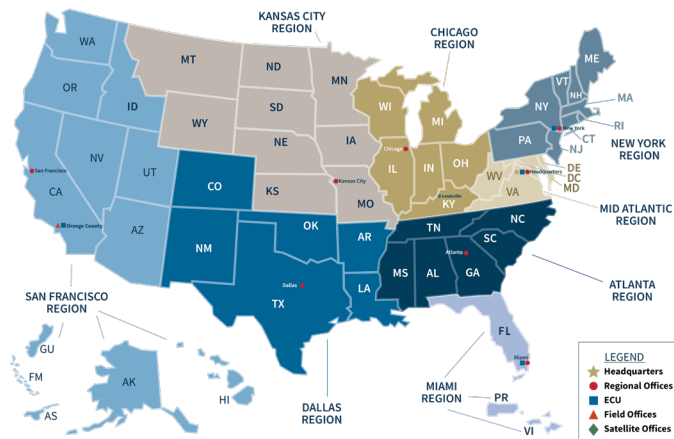 KANSAS CITY
REGION
CHICAGO
REGION
WA
MT
ND
MN
ME
VT
NH
OR
ID
SD
WI
MI
NY
MA
WY
RI
CT
IA
PA
New York
NJ
NEW YORK
REGION
NE
Chicago
NV
UT
IL
IN
OH
DE
DC
MD
WV
Headquarters
San Francisco
CA
CO
KS
Kansas City
MO
Louisville
KY
VA
MID ATLANTIC
REGION
Orange County
AZ
NM
OK
AR
TN
NC
SC
Atlanta
MS
AL
GA
ATLANTA
REGION
Dallas
TX
LA
SAN FRANCISCO
REGION
FL
GU
FM
AK
AS
HI
Miami
MIAMI
REGION
PR
VI
DALLAS
REGION
LEGEND
Headquarters
Regional Offices
ECU
Field Offices
Satellite Offices